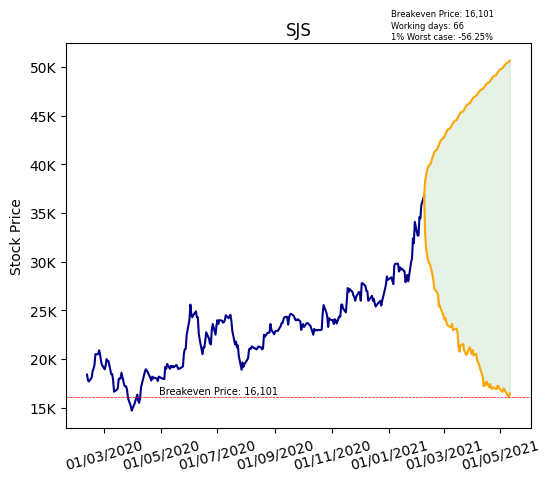 Breakeven Price: 16,101
Working days: 66
1% Worst case: -56.25%
SJS
Stock Price
50K
45K
40K
35K
30K
25K
20K
15K
Breakeven Price: 16,101
01/03/2020
01/05/2020
01/07/2020
01/09/2020
01/11/2020
01/01/2021
01/03/2021
01/05/2021